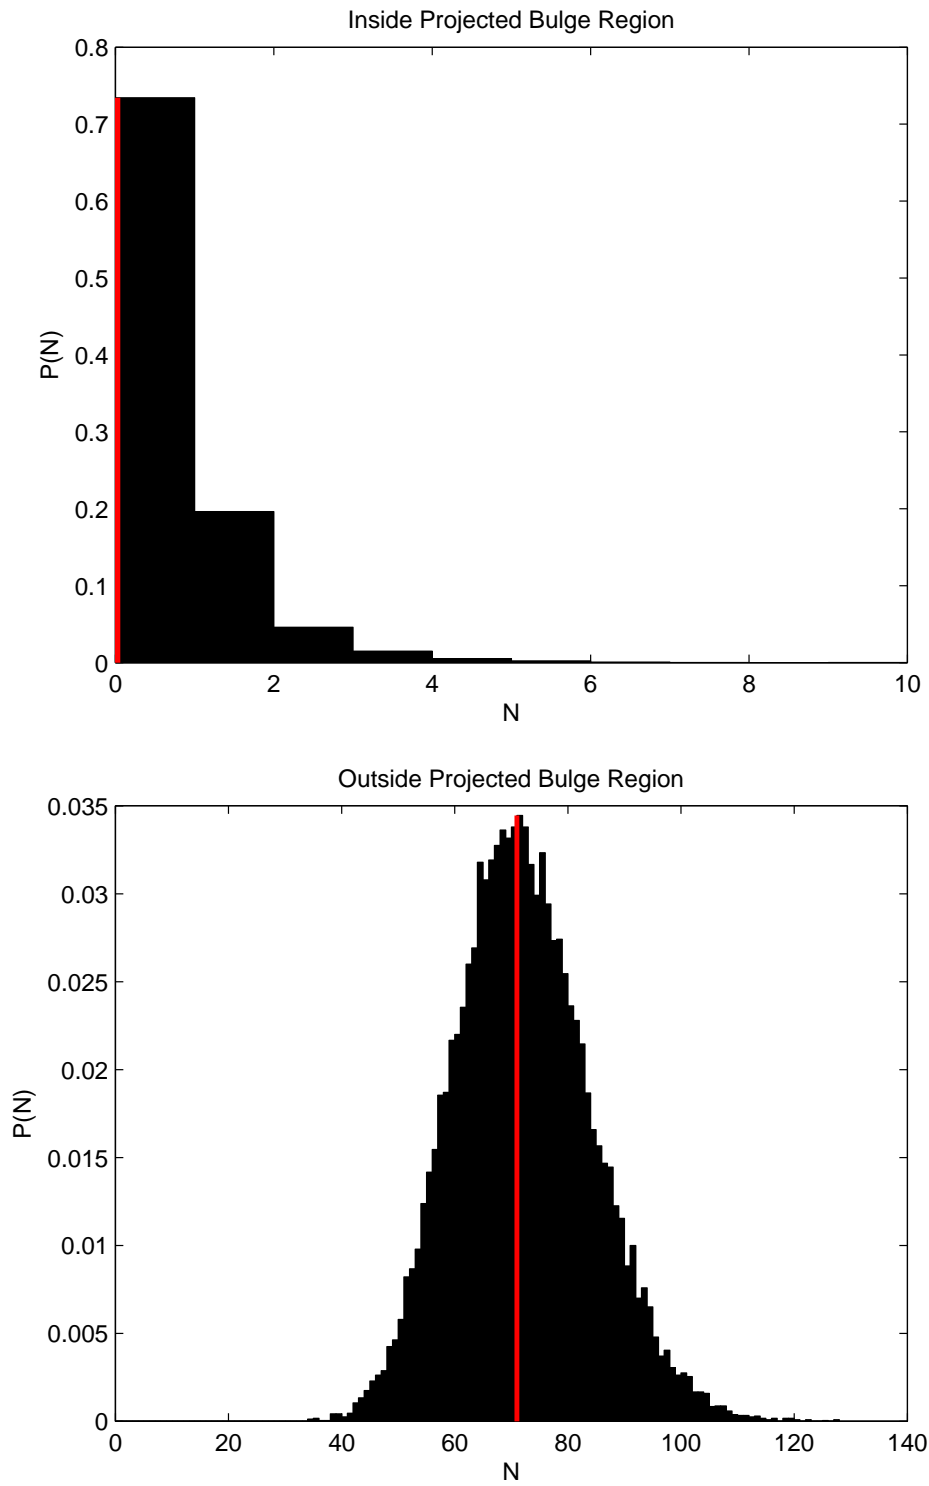 Inside Projected Bulge Region
0.8
0.7
0.6
0.5
0.4
0.3
0.2
0.1
0
P(N)
0 2 4 6 8 10
N
Outside Projected Bulge Region
0.035
0.03
0.025
0.02
0.015
0.01
0.005
0
P(N)
0 20 40 60 80 100 120 140
N